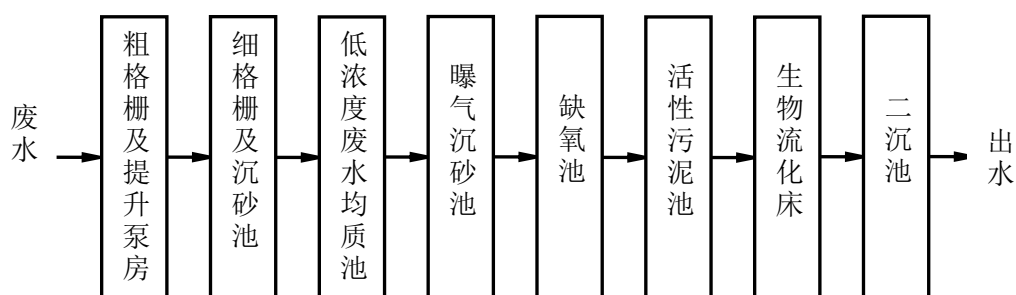 废水
粗格栅及提升泵房
细格栅及沉砂池
低浓度废水均质池
曝气沉砂池
缺氧池
活性污泥池
生物流化床
二沉池
出水